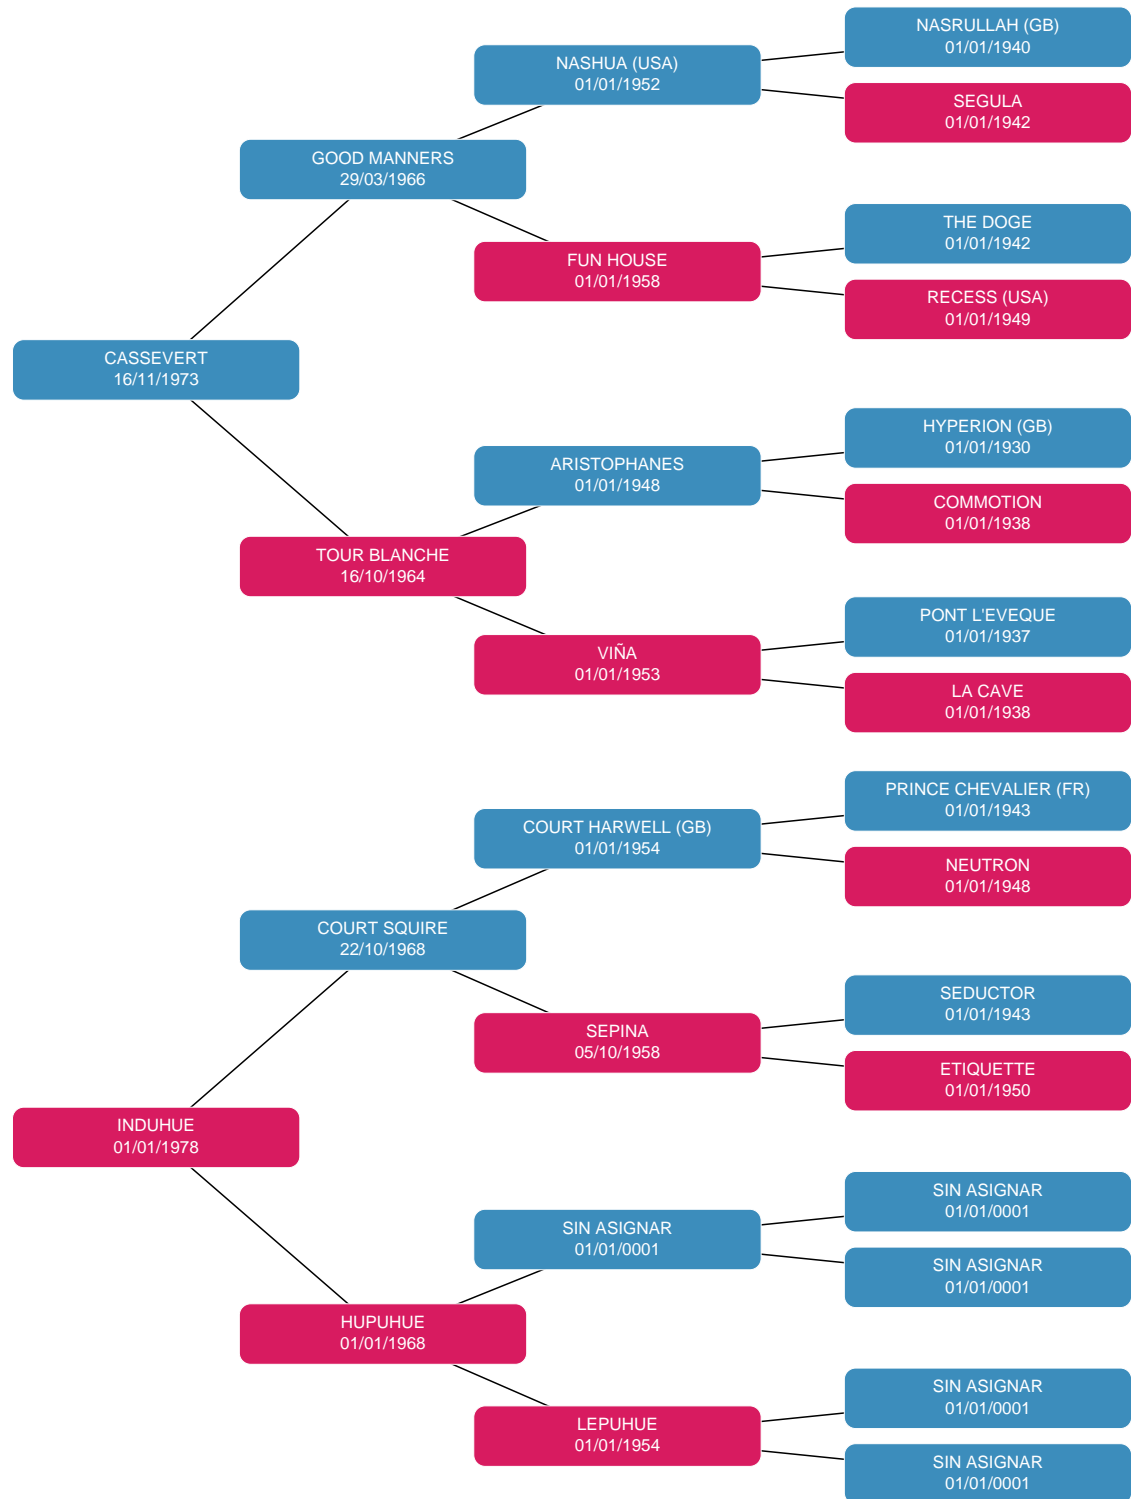 NASRULLAH (GB)
01/01/1940
NASHUA (USA)
01/01/1952
SEGULA
01/01/1942
GOOD MANNERS
29/03/1966
THE DOGE
01/01/1942
FUN HOUSE
01/01/1958
RECESS (USA)
01/01/1949
CASSEVERT
16/11/1973
HYPERION (GB)
01/01/1930
ARISTOPHANES
01/01/1948
COMMOTION
01/01/1938
TOUR BLANCHE
16/10/1964
PONT L'EVEQUE
01/01/1937
VIÑA
01/01/1953
LA CAVE
01/01/1938
PRINCE CHEVALIER (FR)
01/01/1943
COURT HARWELL (GB)
01/01/1954
NEUTRON
01/01/1948
COURT SQUIRE
22/10/1968
SEDUCTOR
01/01/1943
SEPINA
05/10/1958
ETIQUETTE
01/01/1950
INDUHUE
01/01/1978
SIN ASIGNAR
01/01/0001
SIN ASIGNAR
01/01/0001
SIN ASIGNAR
01/01/0001
HUPUHUE
01/01/1968
SIN ASIGNAR
01/01/0001
LEPUHUE
01/01/1954
SIN ASIGNAR
01/01/0001